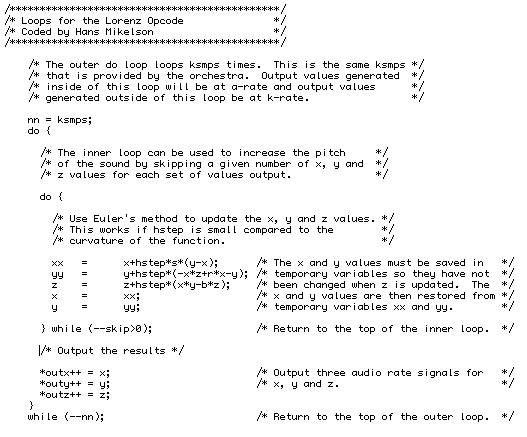 /*******************************************/
/* Loops for the Lorenz Opcode */
/* Coded by Hans Mikelson */
/*******************************************/
/* The outer do loop loops ksmps times. This is the same ksmps */
/* that is provided by the orchestra. Output values generated */
/* inside of this loop will be at a-rate and output values */
/* generated outside of this loop be at k-rate. */
nn = ksmps;
do {
/* The inner loop can be used to increase the pitch */
/* of the sound by skipping a given number of x, y and */
/* z values for each set of values output. */
do {
/* Use Euler's method to update the x, y and z values. */
/* This works if hstep is small compared to the */
/* curvature of the function. */
xx = x+hstep*s*(y-x); /* The x and y values must be saved in */
yy = y+hstep*(-x*z+r*x-y); /* temporary variables so they have not */
z = z+hstep*(x*y-b*z); /* been changed when z is updated. The */
x = xx; /* x and y values are then restored from */
y = yy; /* temporary variables xx and yy. */
} while (--skip>0); /* Return to the top of the inner loop. */
/* Output the results */
*outx++ = x; /* Output three audio rate signals for */
*outy++ = y; /* x, y and z. */
*outz++ = z;
}
while (--nn); /* Return to the top of the outer loop. */